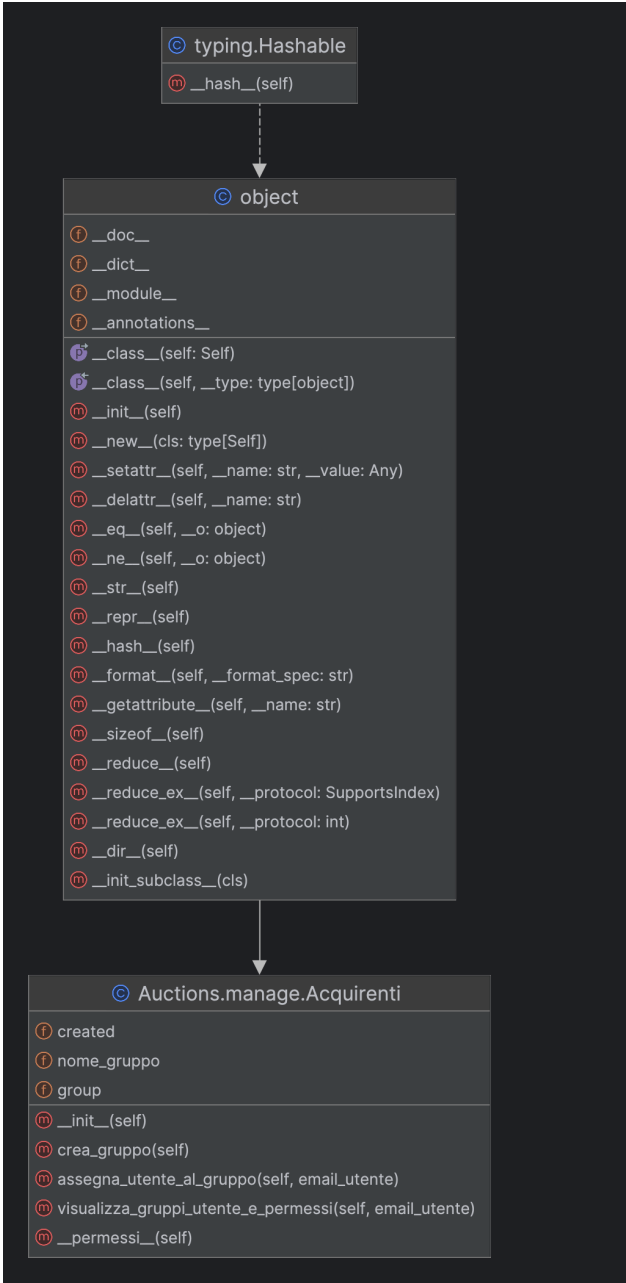 © typing.Hashable
m __hash__(self)
© object
f __doc__
f __dict__
f __module__
f __annotations__
p __class__(self: Self)
p __class__(self, __type: type[object])
m __init__(self)
m __new__(cls: type[Self])
m __setattr__(self, __name: str, __value: Any)
m __delattr__(self, __name: str)
m __eq__(self, __o: object)
m __ne__(self, __o: object)
m __str__(self)
m __repr__(self)
m __hash__(self)
m __format__(self, __format_spec: str)
m __getattribute__(self, __name: str)
m __sizeof__(self)
m __reduce__(self)
m __reduce_ex__(self, __protocol: SupportsIndex)
m __reduce_ex__(self, __protocol: int)
m __dir__(self)
m __init_subclass__(cls)
© Auctions.manage.Acquirenti
f created
f nome_gruppo
f group
m __init__(self)
m crea_gruppo(self)
m assegna_utente_al_gruppo(self, email_utente)
m visualizza_gruppi_utente_e_permessi(self, email_utente)
m __permessi__(self)